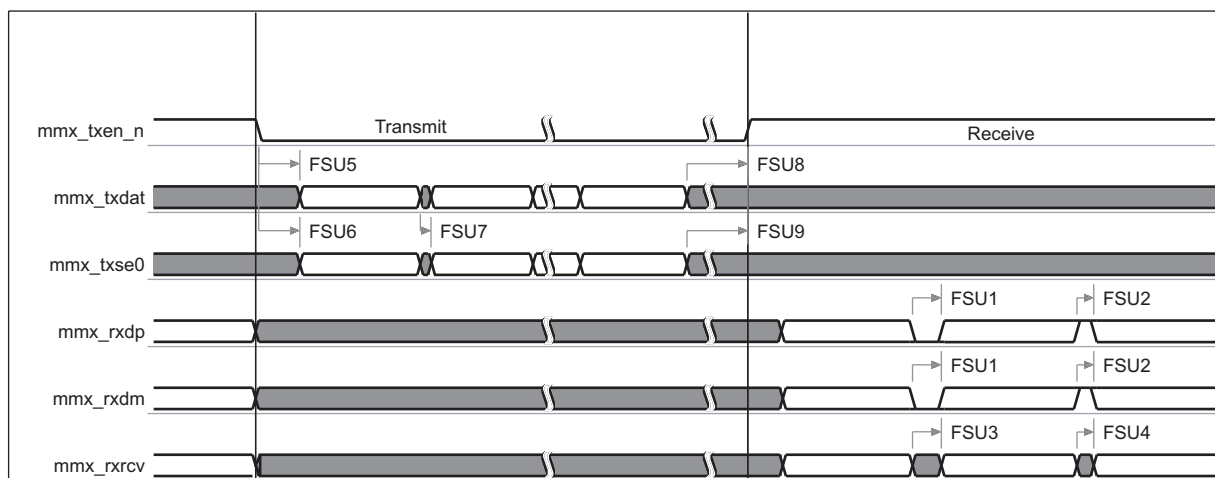 mmx_txen_n
Transmit
Receive
FSU5
FSU8
mmx_txdat
FSU6
FSU7
FSU9
mmx_txse0
FSU1
FSU2
mmx_rxdp
FSU1
FSU2
mmx_rxdm
FSU3
FSU4
mmx_rxrcv